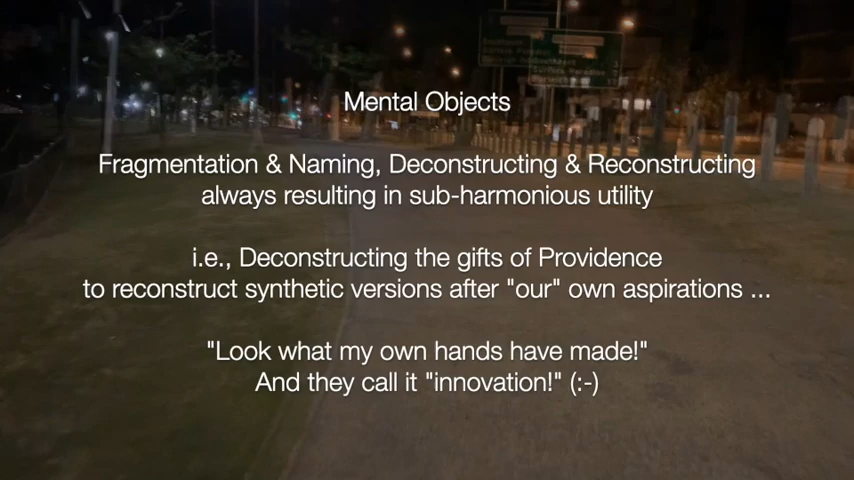 Mental Objects
Fragmentation & Naming, Deconstructing & Reconstructing
always resulting in sub-harmonious utility
i.e., Deconstructing the gifts of Providence
to reconstruct synthetic versions after "our" own aspirations ...
"Look what my own hands have made!"
And they call it "innovation!" (:-)